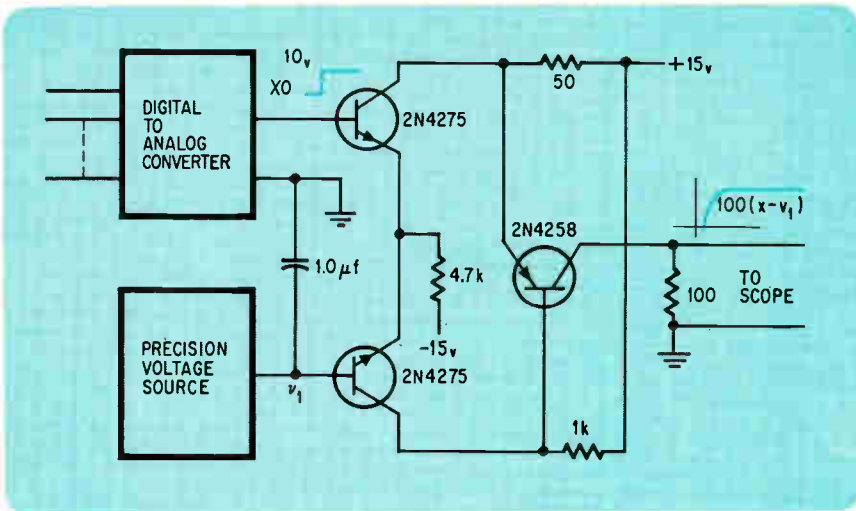 10v
X0
DIGITAL
TO
ANALOG
CONVERTER
2N4275
50
+15v
2N4258
100(x-v1)
1.0μf
4.7k
-15v
100
TO
SCOPE
PRECISION
VOLTAGE
SOURCE
v1
2N4275
1k